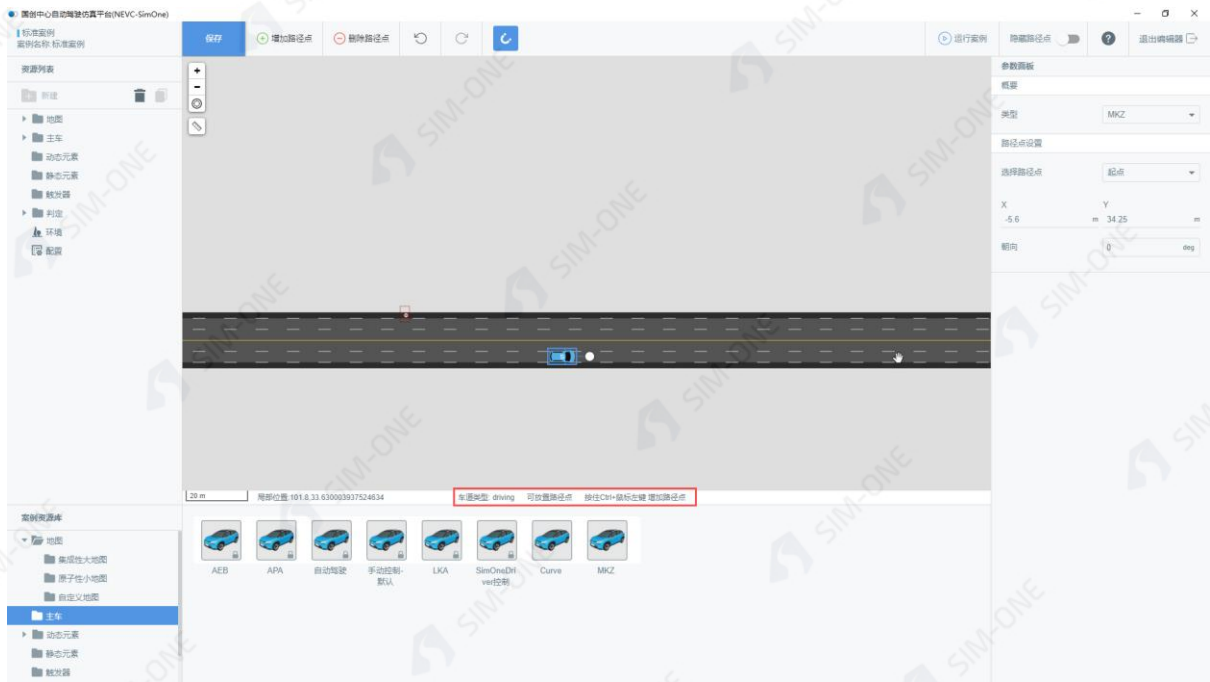 国创中心自动驾驶仿真平台(NEVC-SimOne)
标准案例
案例名称 标准案例
保存
增加路径点
删除路径点
运行案例
隐藏路径点
退出编辑器
资源列表
新建
地图
主车
动态元素
静态元素
触发器
判定
环境
配置
参数面板
概要
类型
MKZ
路径点设置
选择路径点
起点
X
Y
-5.6
m
34.25
m
朝向
0
deg
20 m
局部位置:101.8,33.630003937524634
车道类型: driving 可放置路径点 按住Ctrl+鼠标左键 增加路径点
案例资源库
地图
集成性大地图
原子性小地图
自定义地图
主车
动态元素
静态元素
触发器
AEB
APA
自动驾驶
手动控制-
默认
LKA
SimOneDri
ver控制
Curve
MKZ
SIM-ONE